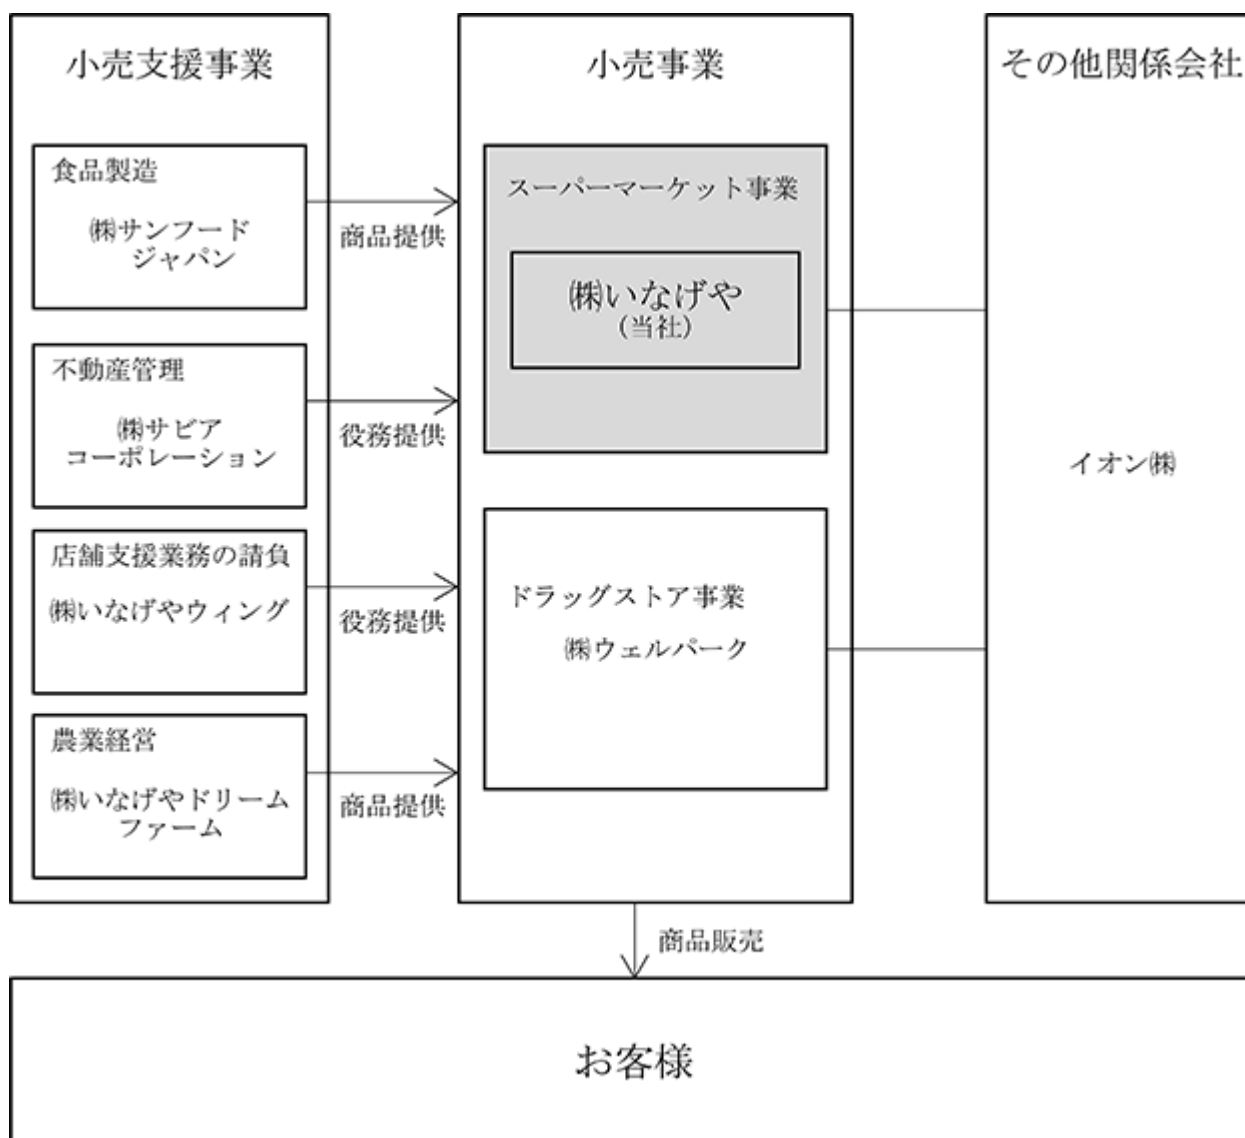 小売支援事業
食品製造
㈱サンフード
ジャパン
商品提供
不動産管理
㈱サビア
コーポレーション
役務提供
店舗支援業務の請負
㈱いなげやウィング
役務提供
農業経営
㈱いなげやドリーム
ファーム
商品提供
小売事業
スーパーマーケット事業
㈱いなげや
(当社)
ドラッグストア事業
㈱ウェルパーク
その他関係会社
イオン㈱
商品販売
お客様